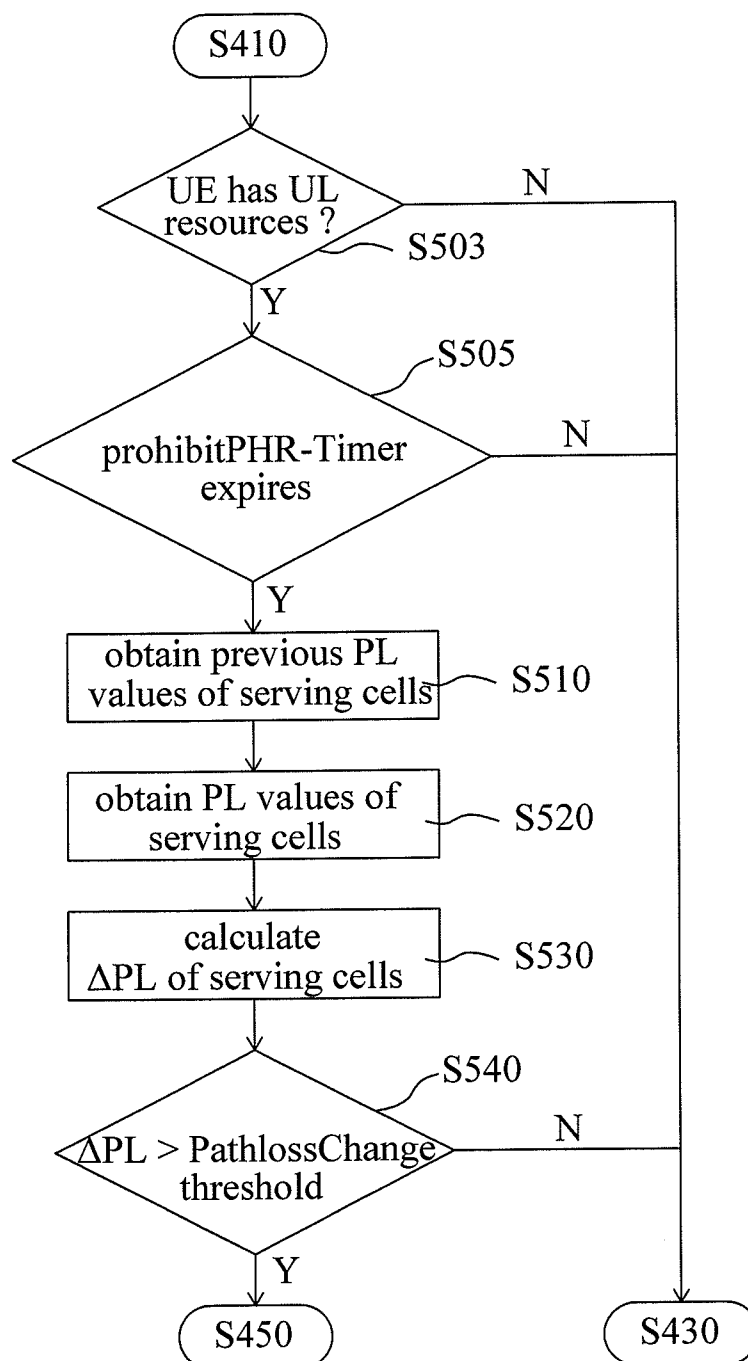 S410
UE has UL
resources ?
N
S503
Y
S505
prohibitPHR-Timer
expires
N
Y
obtain previous PL
values of serving cells
S510
obtain PL values of
serving cells
S520
calculate
ΔPL of serving cells
S530
S540
ΔPL > PathlossChange
threshold
N
Y
S450
S430